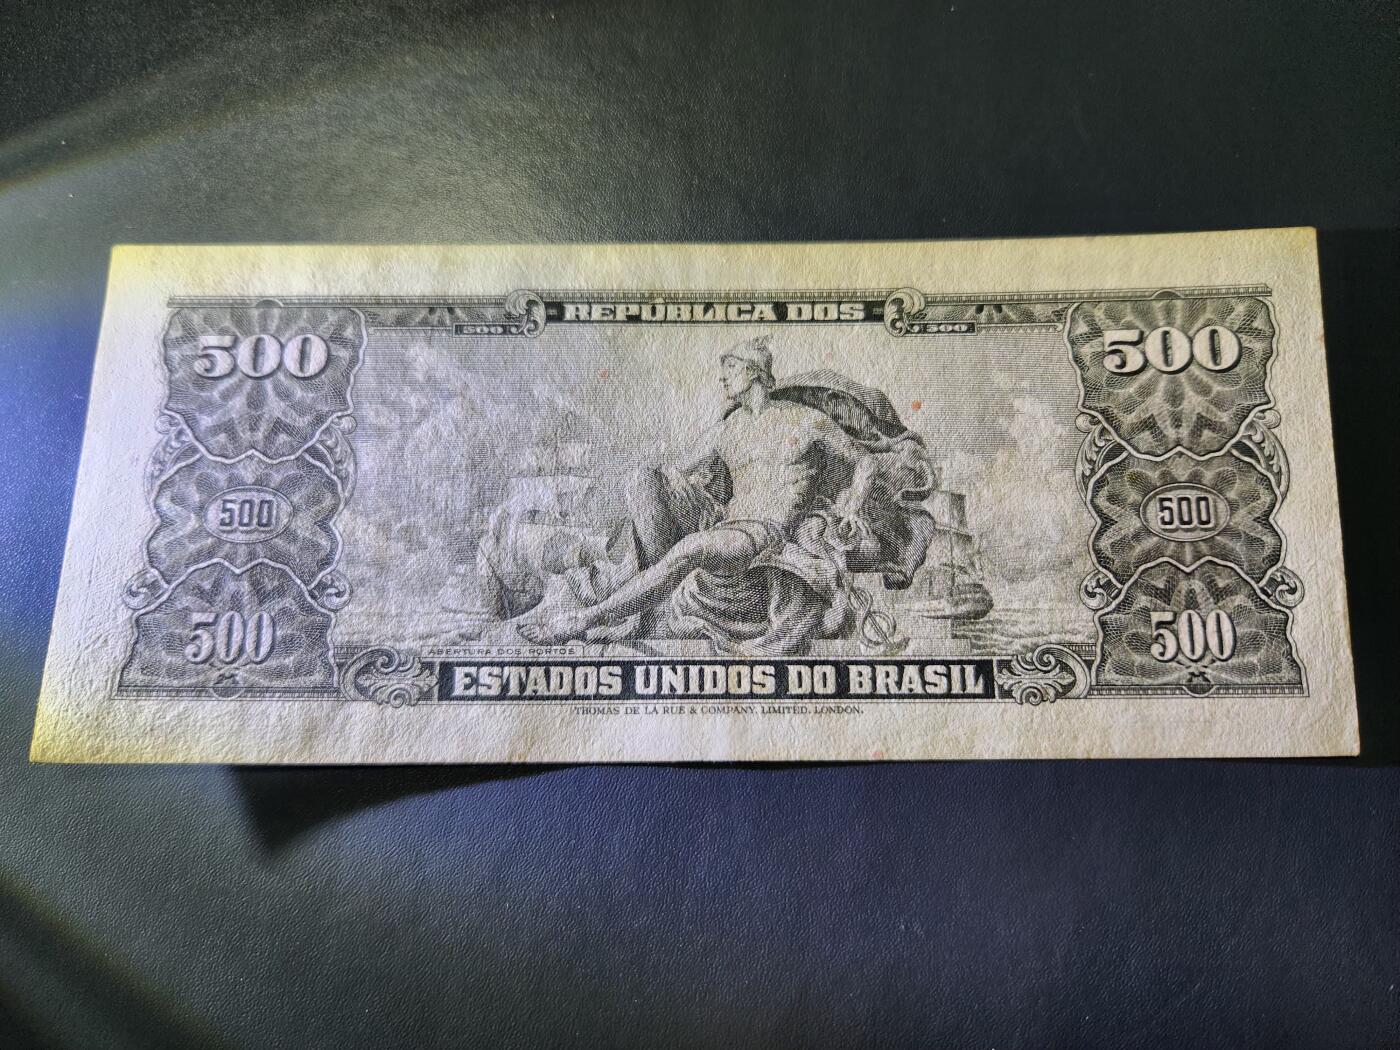 REPÚBLICA DOS
500 500
500 500
500 500
500 500
ABERTURA DOS PORTOS
ESTADOS UNIDOS DO BRASIL
THOMAS DE LA RUE & COMPANY, LIMITED, LONDON.